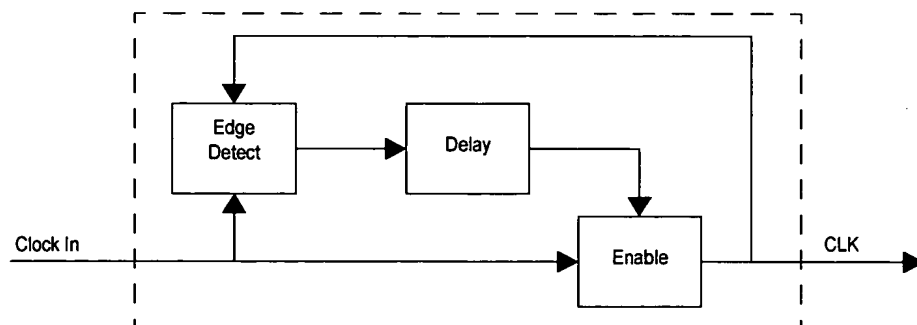 Edge
Detect
Delay
Clock In
Enable
CLK